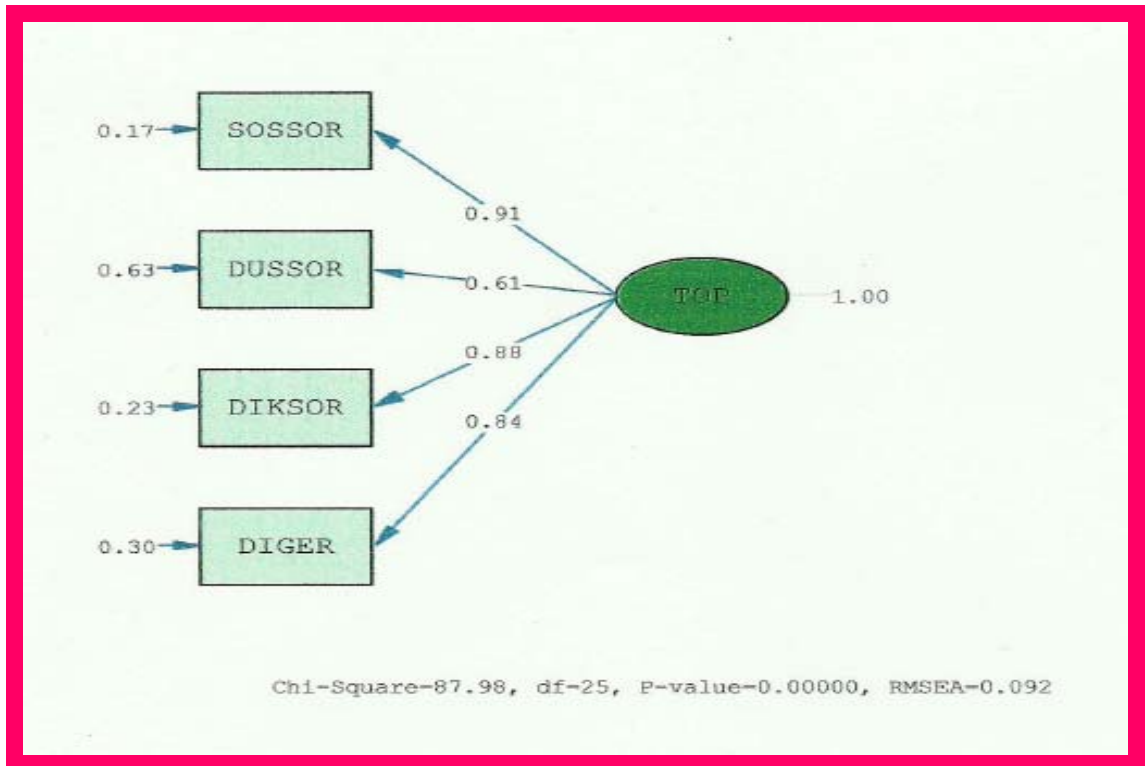 0.17
SOSSOR
0.91
0.63
DUSSOR
0.61
TOP
1.00
0.88
0.23
DIKSOR
0.84
0.30
DIGER
Chi-Square=87.98, df=25, P-value=0.00000, RMSEA=0.092